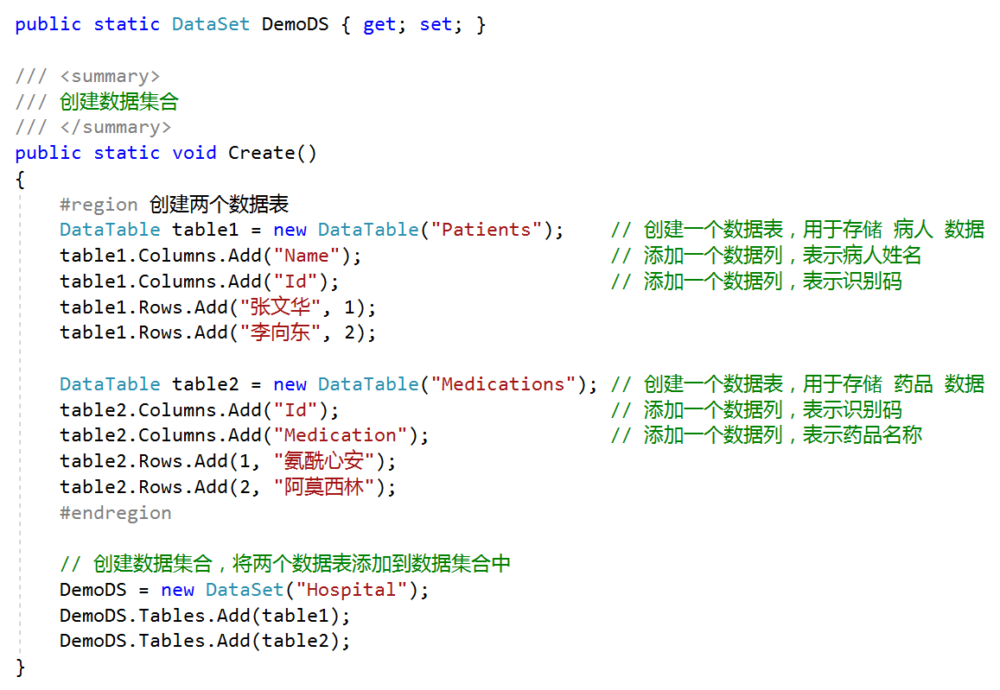 public static DataSet DemoDS { get; set; }
/// <summary>
/// 创建数据集合
/// </summary>
public static void Create()
{
#region 创建两个数据表
DataTable table1 = new DataTable("Patients");    // 创建一个数据表，用于存储 病人 数据
table1.Columns.Add("Name");                      // 添加一个数据列，表示病人姓名
table1.Columns.Add("Id");                        // 添加一个数据列，表示识别码
table1.Rows.Add("张文华", 1);
table1.Rows.Add("李向东", 2);
DataTable table2 = new DataTable("Medications"); // 创建一个数据表，用于存储 药品 数据
table2.Columns.Add("Id");                        // 添加一个数据列，表示识别码
table2.Columns.Add("Medication");                // 添加一个数据列，表示药品名称
table2.Rows.Add(1, "氨酰心安");
table2.Rows.Add(2, "阿莫西林");
#endregion
// 创建数据集合，将两个数据表添加到数据集合中
DemoDS = new DataSet("Hospital");
DemoDS.Tables.Add(table1);
DemoDS.Tables.Add(table2);
}